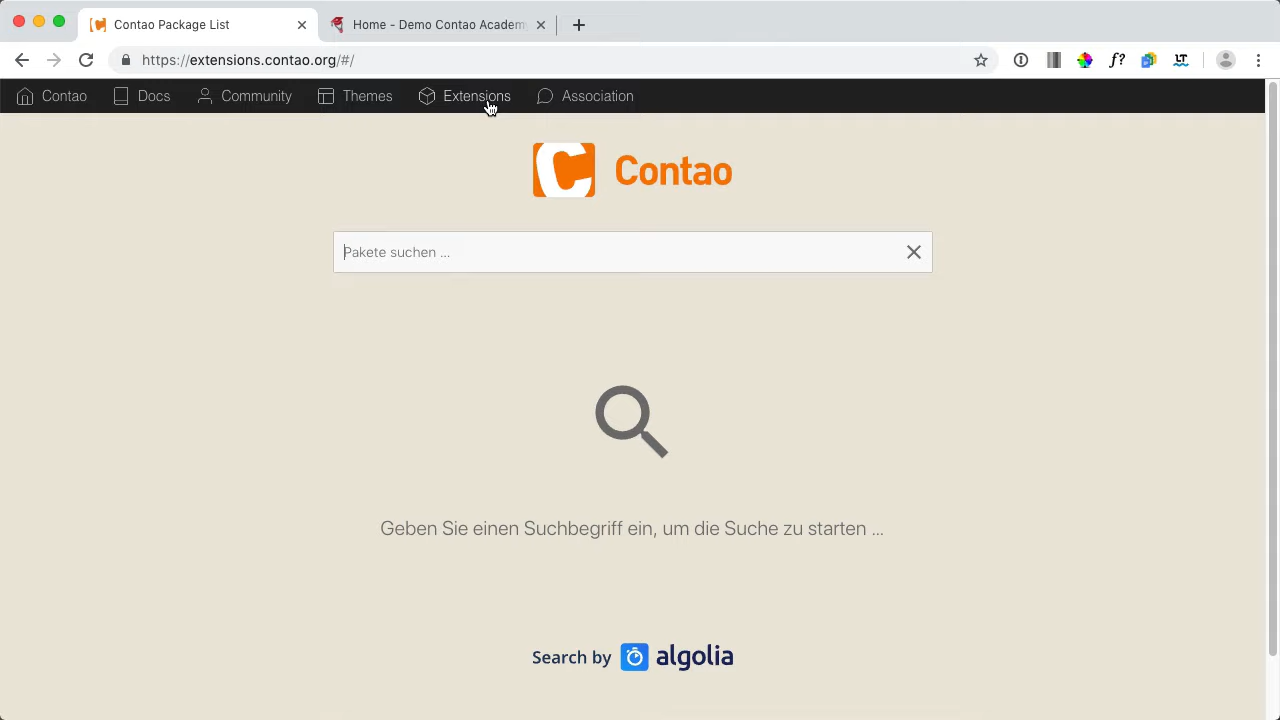 Contao Package List
Home - Demo Contao Academ
https://extensions.contao.org/#/
f?
LT
Contao
Docs
Community
Themes
Extensions
Association
Contao
Pakete suchen ...
Geben Sie einen Suchbegriff ein, um die Suche zu starten ...
Search by algolia